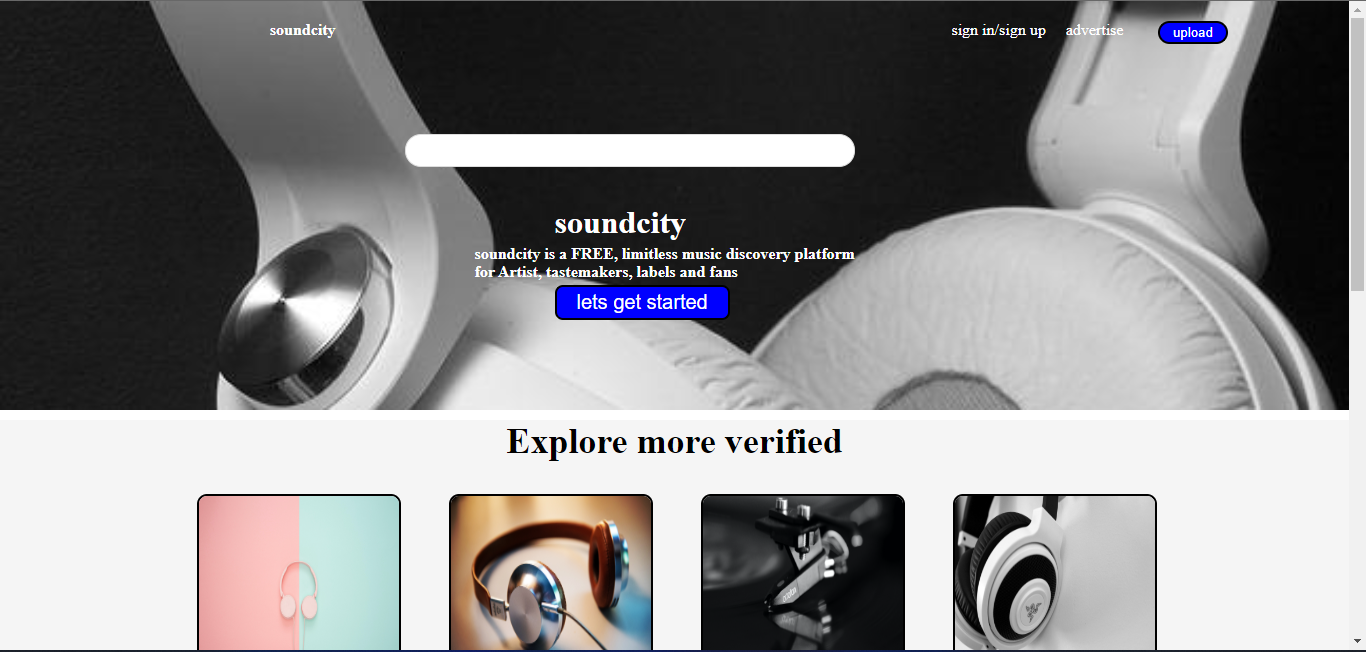 soundcity
sign in/sign up
advertise
upload
soundcity
soundcity is a FREE, limitless music discovery platform
for Artist, tastemakers, labels and fans
lets get started
Explore more verified